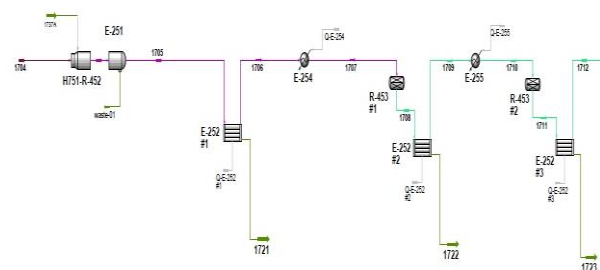 E-251
Q-E-254
Q-E-255
1704
1705
1706
1707
1709
1710
1712
H751-R-452
E-254
E-255
R-453
#1
R-453
#2
1708
1711
waste-01
E-252
#1
E-252
#2
E-252
#3
Q-E-252
#1
Q-E-252
#2
Q-E-252
#3
1721
1722
1723